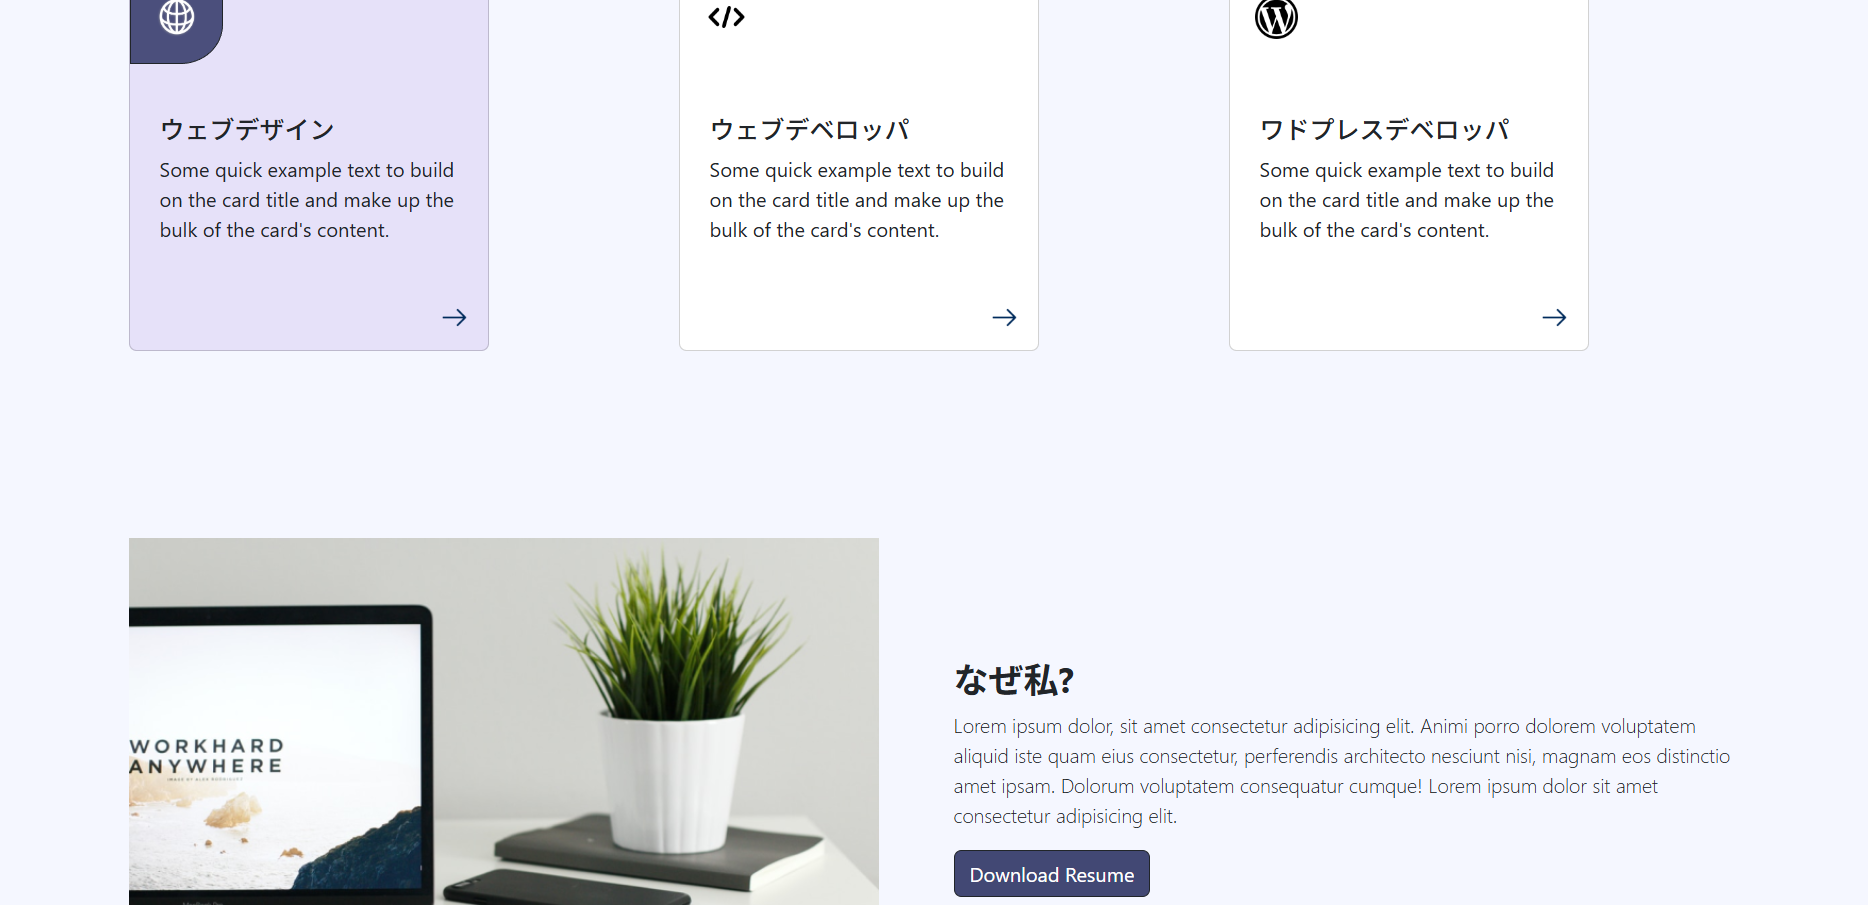 ウェブデザイン
Some quick example text to build
on the card title and make up the
bulk of the card's content.
ウェブデベロッパ
Some quick example text to build
on the card title and make up the
bulk of the card's content.
ワドプレスデベロッパ
Some quick example text to build
on the card title and make up the
bulk of the card's content.
WORKHARD
ANYWHERE
なぜ私?
Lorem ipsum dolor, sit amet consectetur adipisicing elit. Animi porro dolorem voluptatem
aliquid iste quam eius consectetur, perferendis architecto nesciunt nisi, magnam eos distinctio
amet ipsam. Dolorum voluptatem consequatur cumque! Lorem ipsum dolor sit amet
consectetur adipisicing elit.
Download Resume